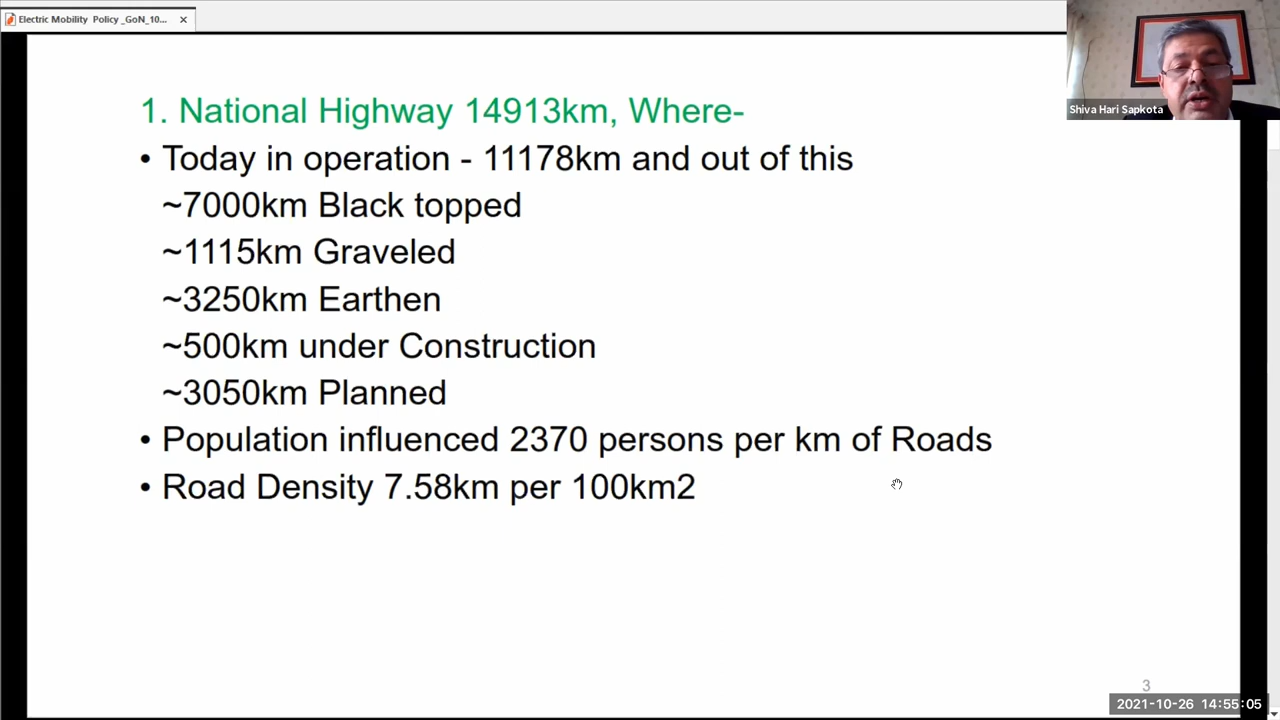 Electric Mobility Policy _GoN_10...
Shiva Hari Sapkota
1. National Highway 14913km, Where-
• Today in operation - 11178km and out of this
~7000km Black topped
~1115km Graveled
~3250km Earthen
~500km under Construction
~3050km Planned
• Population influenced 2370 persons per km of Roads
• Road Density 7.58km per 100km2
3
2021-10-26 14:55:05